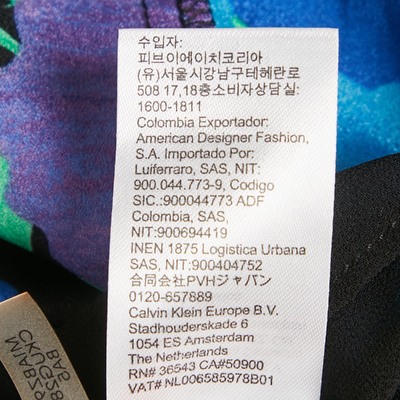 수입자:
피브이에이치코리아
(유)서울시강남구테헤란로
508 17,18층소비자상담실:
1600-1811
Colombia Exportador:
American Designer Fashion,
S.A. Importado Por:
Luiferraro, SAS, NIT:
900.044.773-9, Codigo
SIC.:900044773 ADF
Colombia, SAS,
NIT:900694419
INEN 1875 Logistica Urbana
SAS, NIT:900404752
合同会社PVHジャパン
0120-657889
Calvin Klein Europe B.V.
Stadhouderskade 6
1054 ES Amsterdam
The Netherlands
RN# 36543 CA#50900
VAT# NL006585978B01